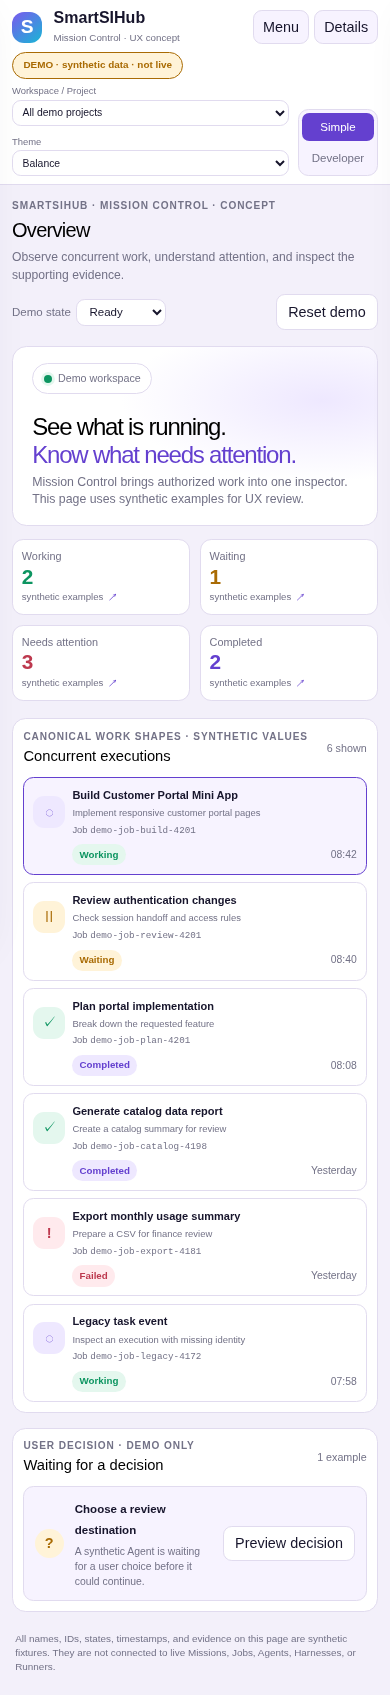 S
SmartSIHub
Mission Control · UX concept
Menu
Details
DEMO · synthetic data · not live
Workspace / Project
All demo projects
Theme
Balance
Simple
Developer
SMARTSIHUB · MISSION CONTROL · CONCEPT
Overview
Observe concurrent work, understand attention, and inspect the
supporting evidence.
Demo state
Ready
Reset demo
Demo workspace
See what is running.
Know what needs attention.
Mission Control brings authorized work into one inspector.
This page uses synthetic examples for UX review.
Working
2
synthetic examples ↗
Waiting
1
synthetic examples ↗
Needs attention
3
synthetic examples ↗
Completed
2
synthetic examples ↗
CANONICAL WORK SHAPES · SYNTHETIC VALUES
Concurrent executions
6 shown
Build Customer Portal Mini App
Implement responsive customer portal pages
Job demo-job-build-4201
Working
08:42
Review authentication changes
Check session handoff and access rules
Job demo-job-review-4201
Waiting
08:40
Plan portal implementation
Break down the requested feature
Job demo-job-plan-4201
Completed
08:08
Generate catalog data report
Create a catalog summary for review
Job demo-job-catalog-4198
Completed
Yesterday
!
Export monthly usage summary
Prepare a CSV for finance review
Job demo-job-export-4181
Failed
Yesterday
Legacy task event
Inspect an execution with missing identity
Job demo-job-legacy-4172
Working
07:58
USER DECISION · DEMO ONLY
Waiting for a decision
1 example
?
Choose a review
destination
A synthetic Agent is waiting
for a user choice before it
could continue.
Preview decision
All names, IDs, states, timestamps, and evidence on this page are synthetic
fixtures. They are not connected to live Missions, Jobs, Agents, Harnesses, or
Runners.